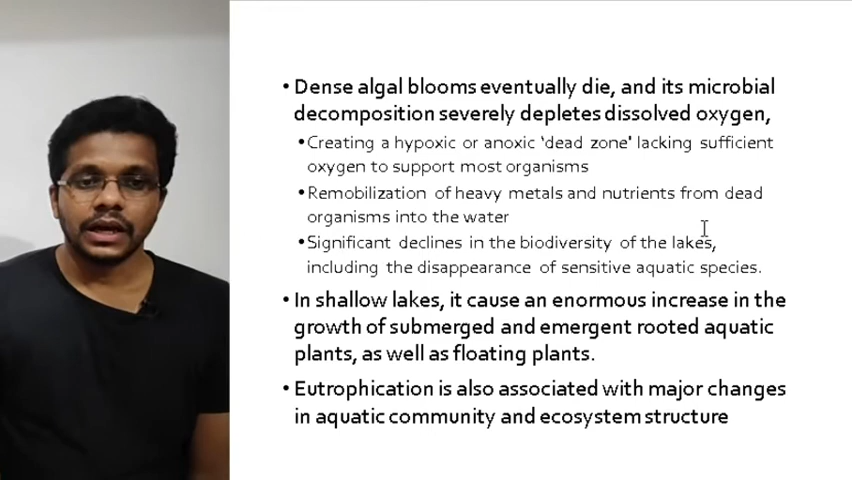 • Dense algal blooms eventually die, and its microbial
decomposition severely depletes dissolved oxygen,
• Creating a hypoxic or anoxic ‘dead zone' lacking sufficient
oxygen to support most organisms
• Remobilization of heavy metals and nutrients from dead
organisms into the water
• Significant declines in the biodiversity of the lakes,
including the disappearance of sensitive aquatic species.
• In shallow lakes, it cause an enormous increase in the
growth of submerged and emergent rooted aquatic
plants, as well as floating plants.
• Eutrophication is also associated with major changes
in aquatic community and ecosystem structure